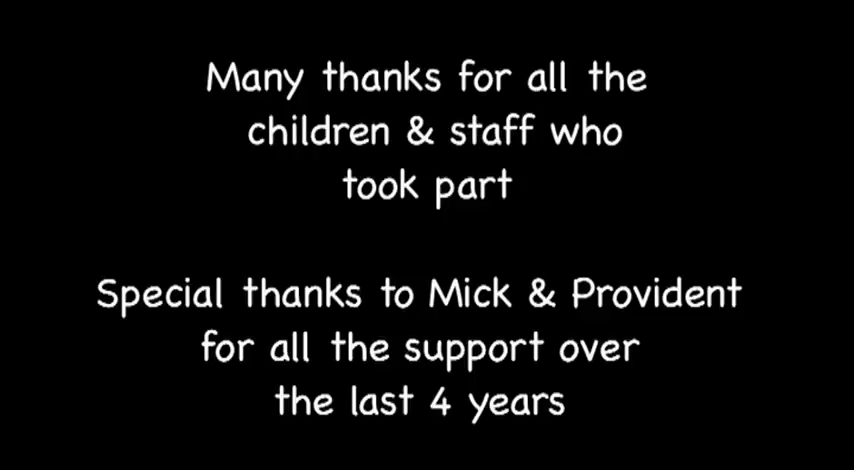 Many thanks for all the
children & staff who
took part
Special thanks to Mick & Provident
for all the support over
the last 4 years